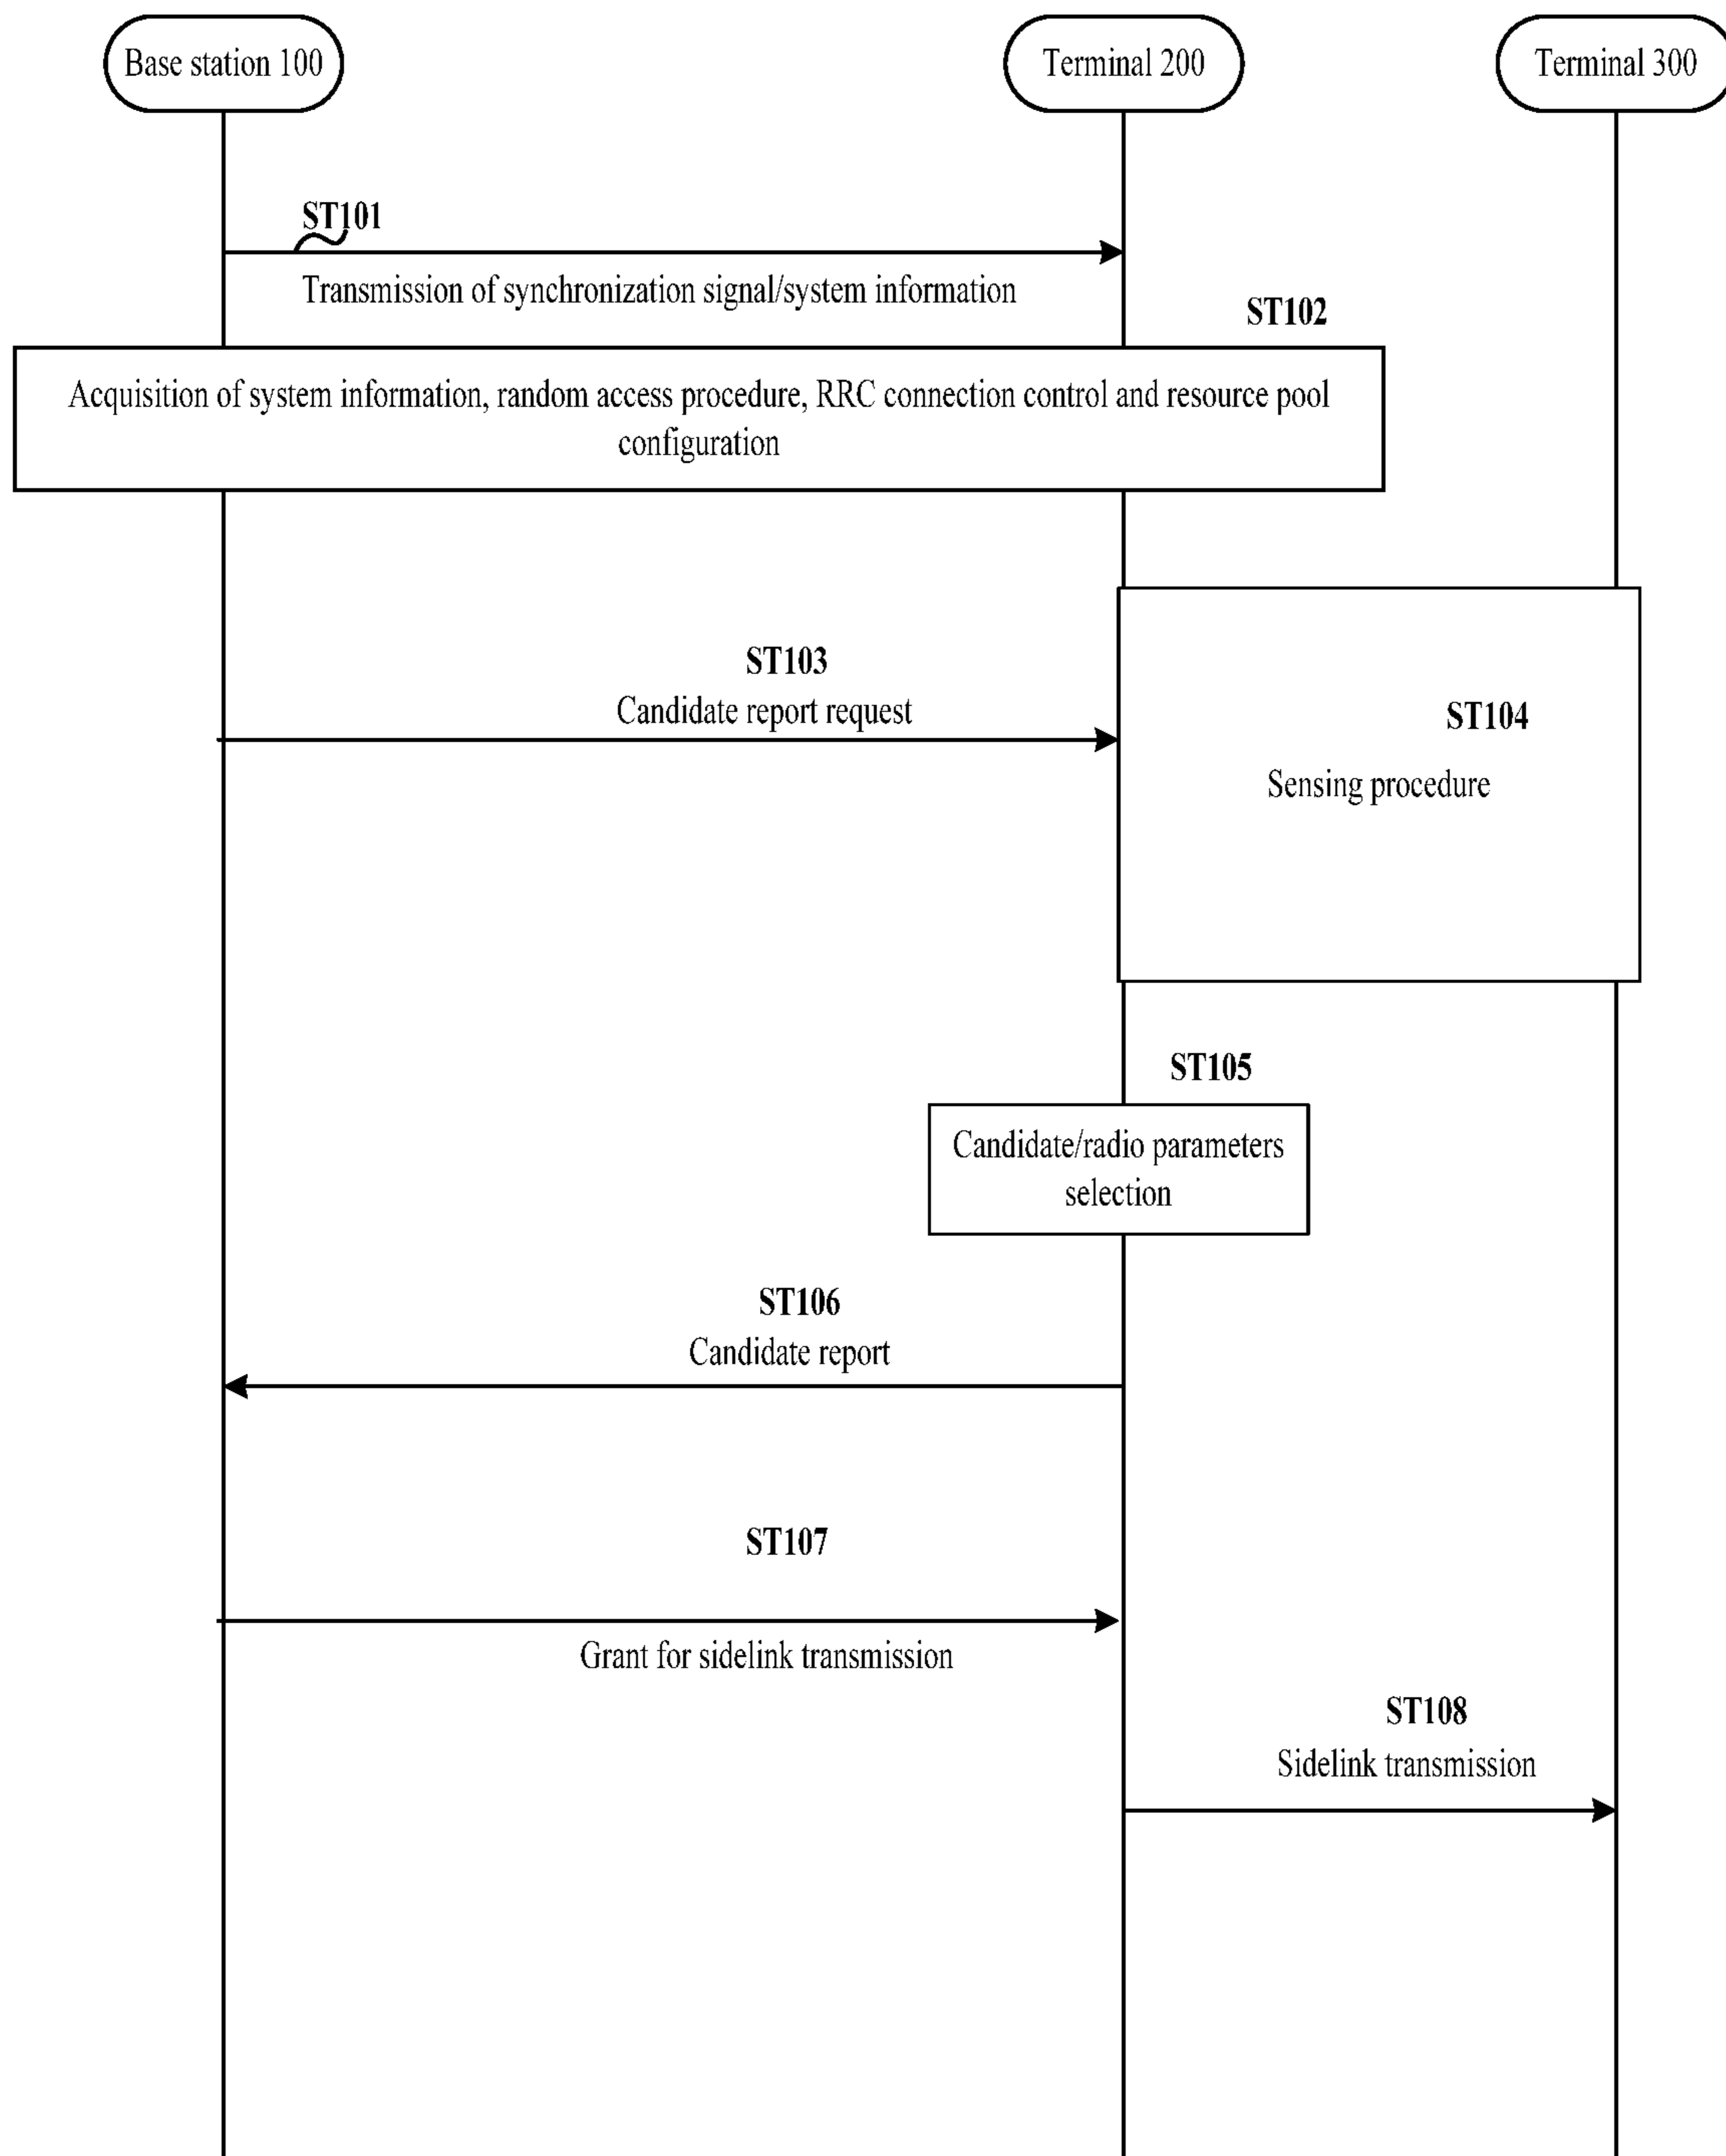 Base station 100
Terminal 200
Terminal 300
ST101
Transmission of synchronization signal/system information
ST102
Acquisition of system information, random access procedure, RRC connection control and resource pool
configuration
ST103
Candidate report request
ST104
Sensing procedure
ST105
Candidate/radio parameters
selection
ST106
Candidate report
ST107
Grant for sidelink transmission
ST108
Sidelink transmission